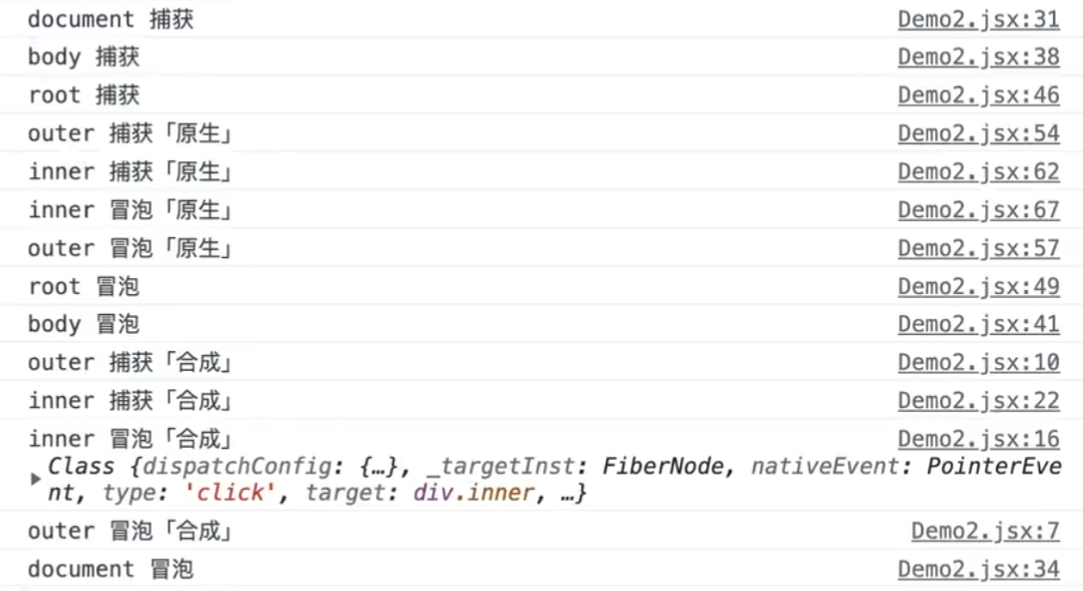 document 捕获 Demo2.jsx:31
body 捕获 Demo2.jsx:38
root 捕获 Demo2.jsx:46
outer 捕获「原生」 Demo2.jsx:54
inner 捕获「原生」 Demo2.jsx:62
inner 冒泡「原生」 Demo2.jsx:67
outer 冒泡「原生」 Demo2.jsx:57
root 冒泡 Demo2.jsx:49
body 冒泡 Demo2.jsx:41
outer 捕获「合成」 Demo2.jsx:10
inner 捕获「合成」 Demo2.jsx:22
inner 冒泡「合成」 Demo2.jsx:16
Class {dispatchConfig: {…}, _targetInst: FiberNode, nativeEvent: PointerEve
nt, type: 'click', target: div.inner, …}
outer 冒泡「合成」 Demo2.jsx:7
document 冒泡 Demo2.jsx:34